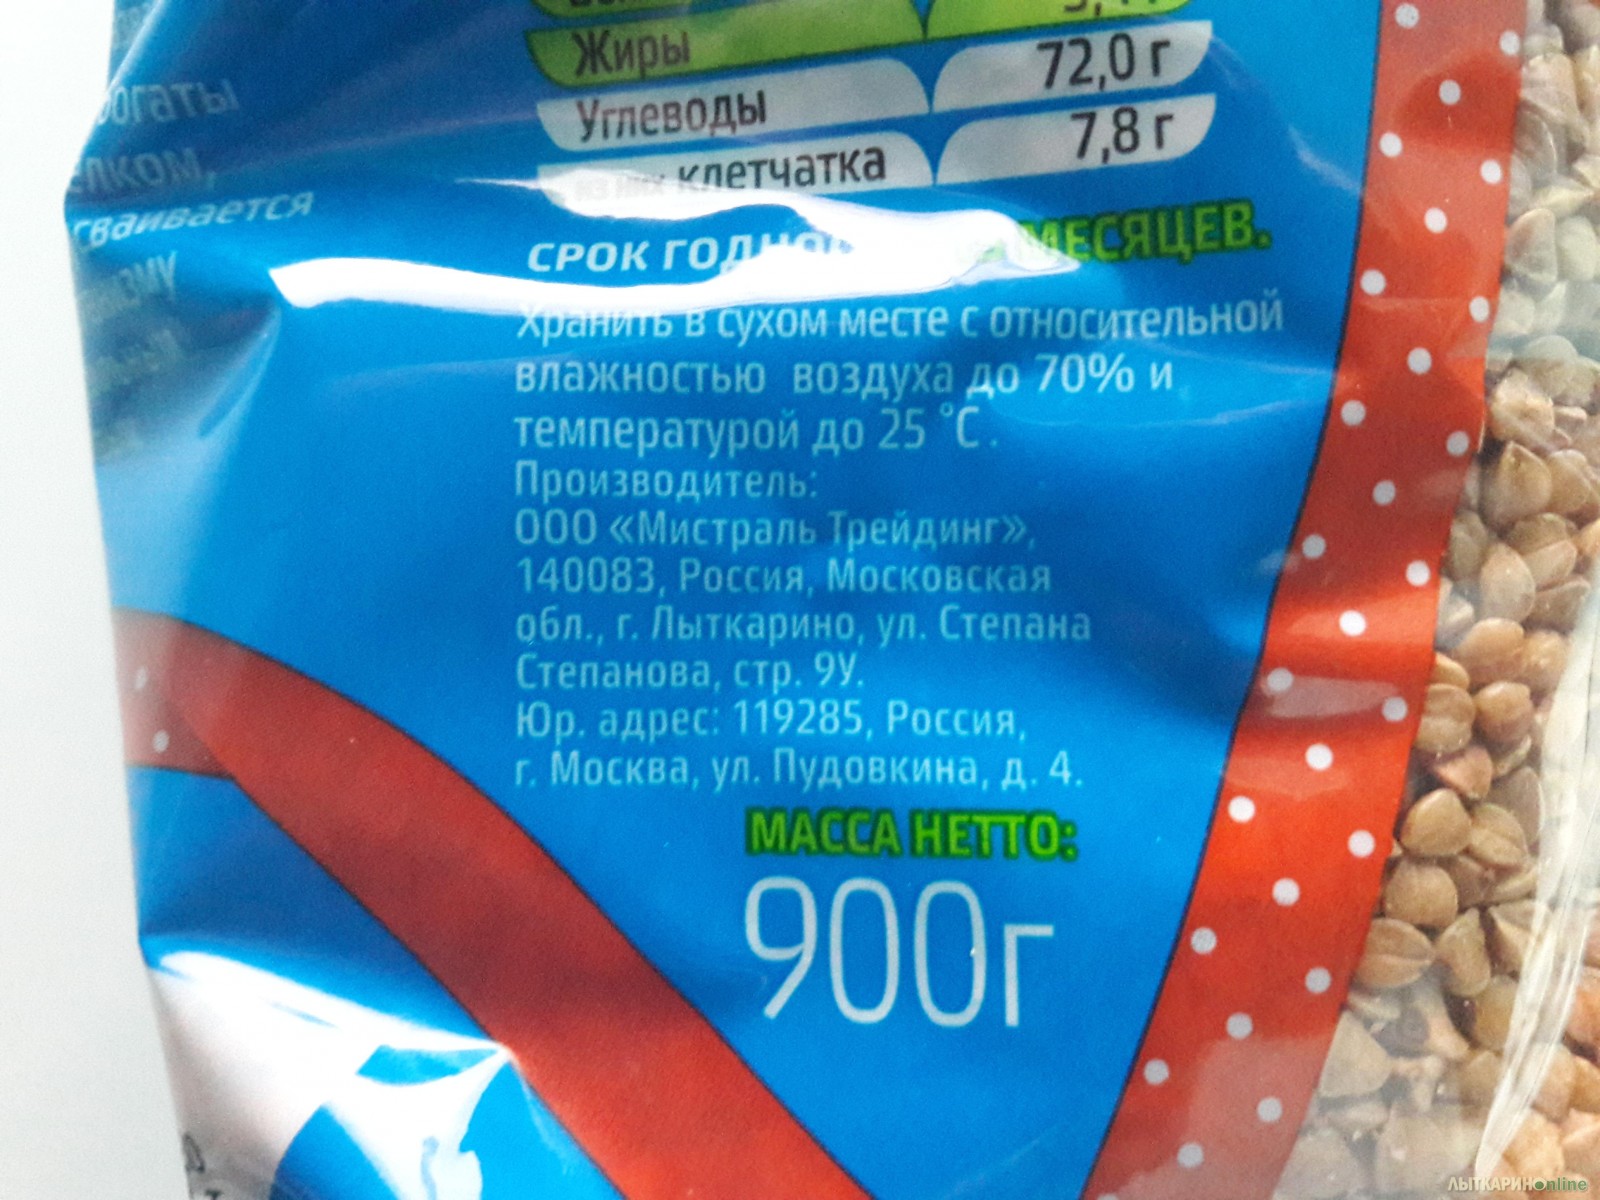 Жиры
72,0 г
Углеводы
7,8 г
из них клетчатка
СРОК МЕСЯЦЕВ.
Хранить в сухом месте с относительной
влажностью воздуха до 70% и
температурой до 25 °С.
Производитель:
ООО «Мистраль Трейдинг»,
140083, Россия, Московская
обл., г. Лыткарино, ул. Степана
Степанова, стр. 9У.
Юр. адрес: 119285, Россия,
г. Москва, ул. Пудовкина, д. 4.
МАССА НЕТТО:
900г
ЛЫТКАРИНОonline